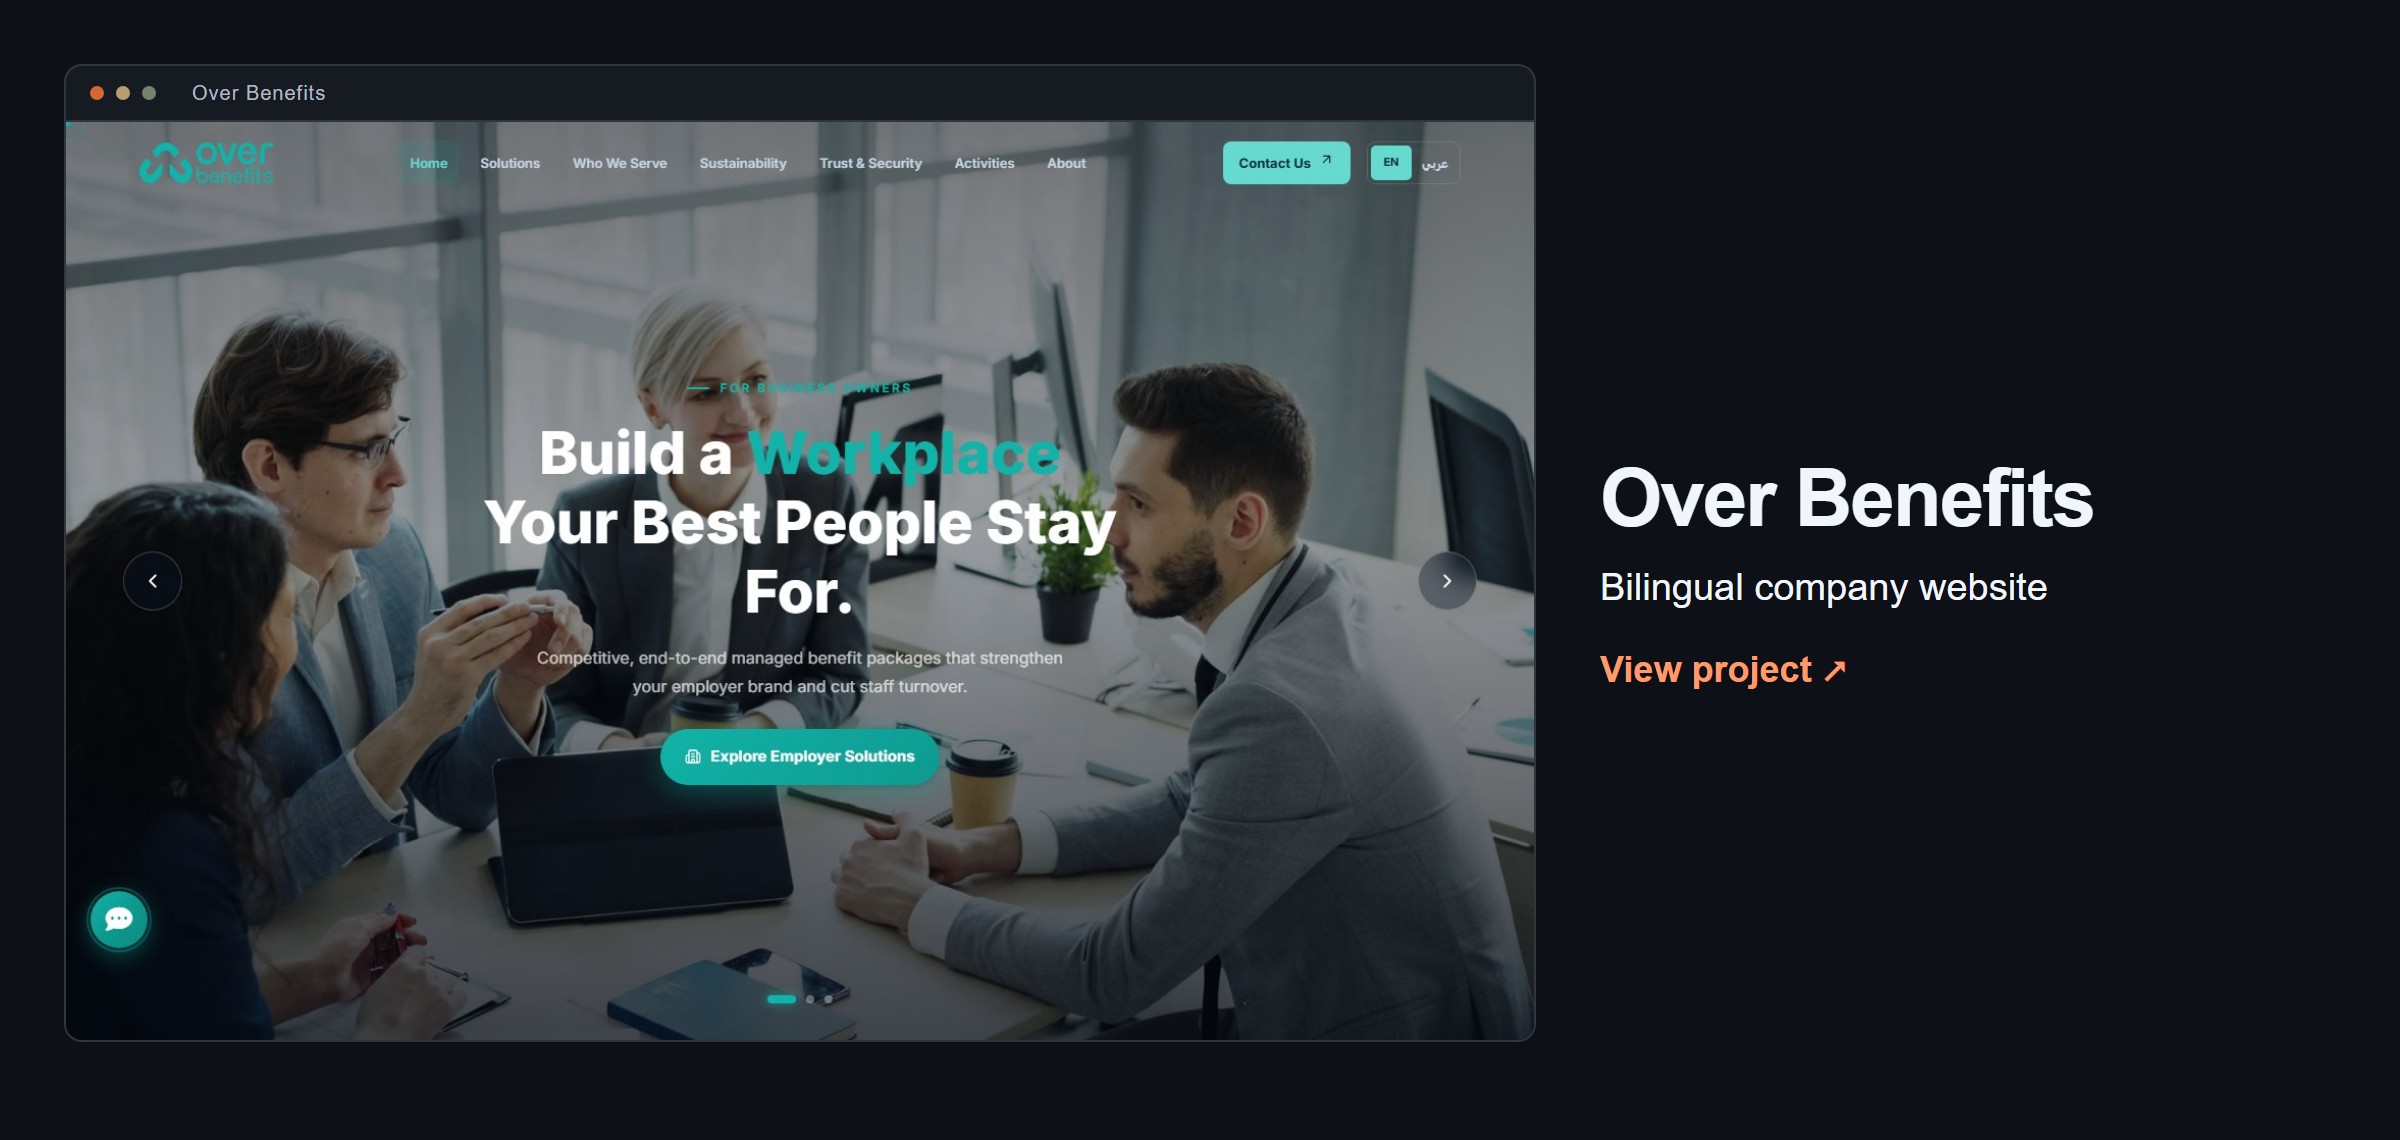 Over Benefits
over
benefits
Home
Solutions
Who We Serve
Sustainability
Trust & Security
Activities
About
Contact Us ↗
EN
عربي
FOR BUSINESS OWNERS
Build a Workplace
Your Best People Stay
For.
Competitive, end-to-end managed benefit packages that strengthen
your employer brand and cut staff turnover.
Explore Employer Solutions
Over Benefits
Bilingual company website
View project ↗